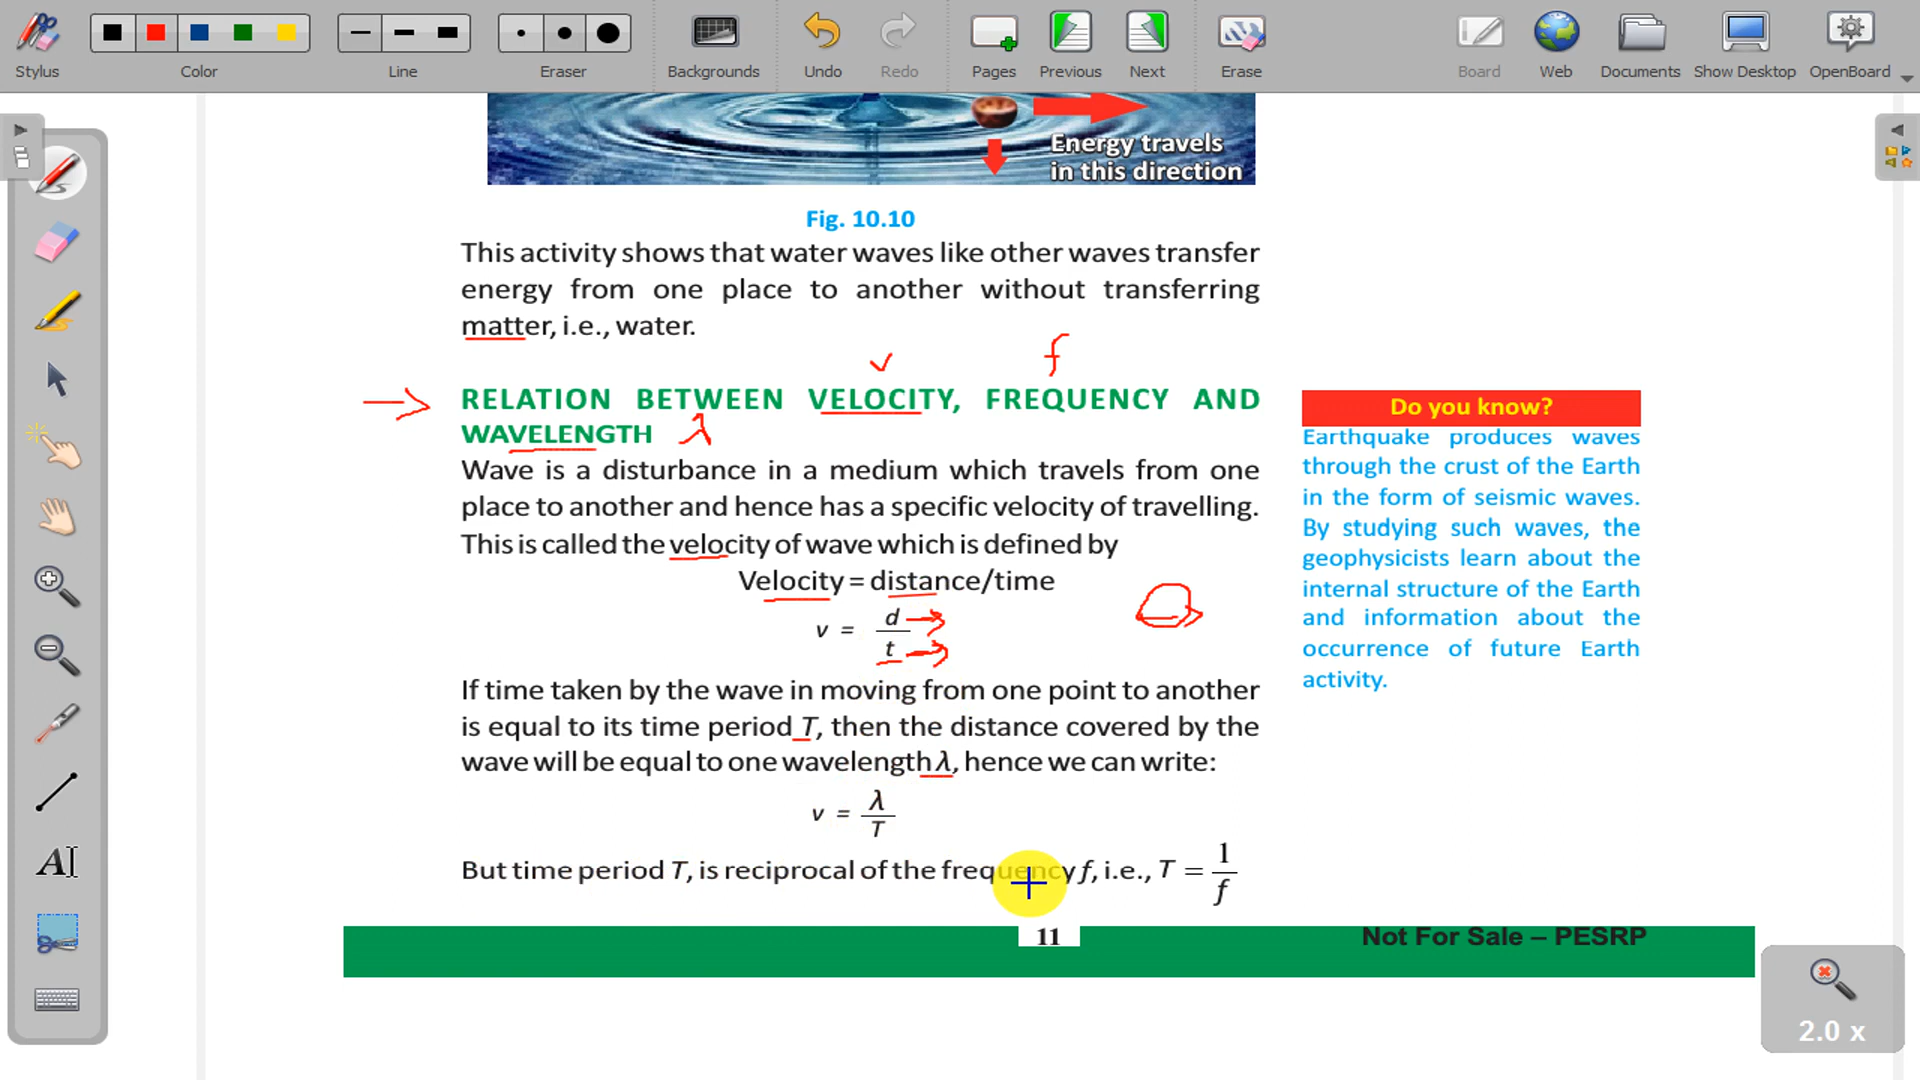 Stylus
Color
Line
Eraser
Backgrounds
Undo
Redo
Pages
Previous
Next
Erase
Board
Web
Documents
Show Desktop
OpenBoard
Energy travels
in this direction
Fig. 10.10
This activity shows that water waves like other waves transfer
energy from one place to another without transferring
matter, i.e., water.
v f
RELATION BETWEEN VELOCITY, FREQUENCY AND
WAVELENGTH λ
Wave is a disturbance in a medium which travels from one
place to another and hence has a specific velocity of travelling.
This is called the velocity of wave which is defined by
Velocity = distance/time
v = d/t
If time taken by the wave in moving from one point to another
is equal to its time period T, then the distance covered by the
wave will be equal to one wavelength λ, hence we can write:
v = λ/T
But time period T, is reciprocal of the frequency f, i.e., T = 1/f
Do you know?
Earthquake produces waves
through the crust of the Earth
in the form of seismic waves.
By studying such waves, the
geophysicists learn about the
internal structure of the Earth
and information about the
occurrence of future Earth
activity.
11
Not For Sale – PESRP
2.0 x